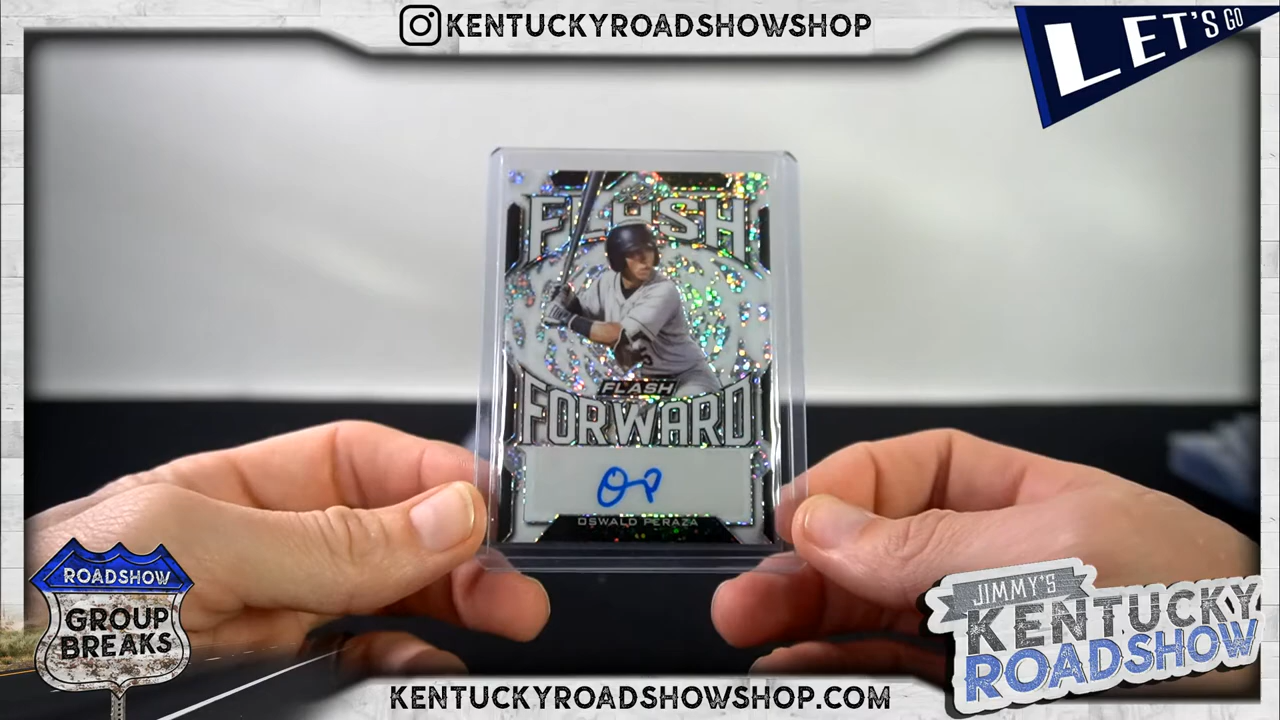 KENTUCKYROADSHOWSHOP
LET'S GO
FLASH
FLASH
FORWARD
OSWALD PERAZA
ROADSHOW
GROUP
BREAKS
JIMMY'S
KENTUCKY
ROADSHOW
KENTUCKYROADSHOWSHOP.COM